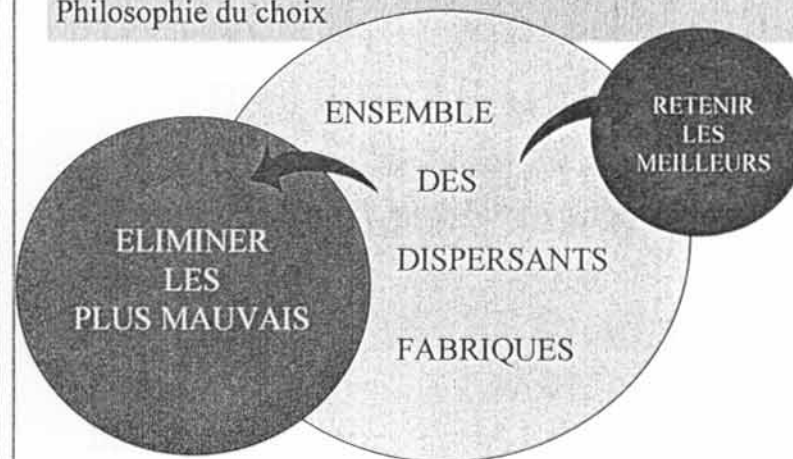 Philosophie du choix
ENSEMBLE
DES
DISPERSANTS
FABRIQUES
ELIMINER
LES
PLUS MAUVAIS
RETENIR
LES
MEILLEURS